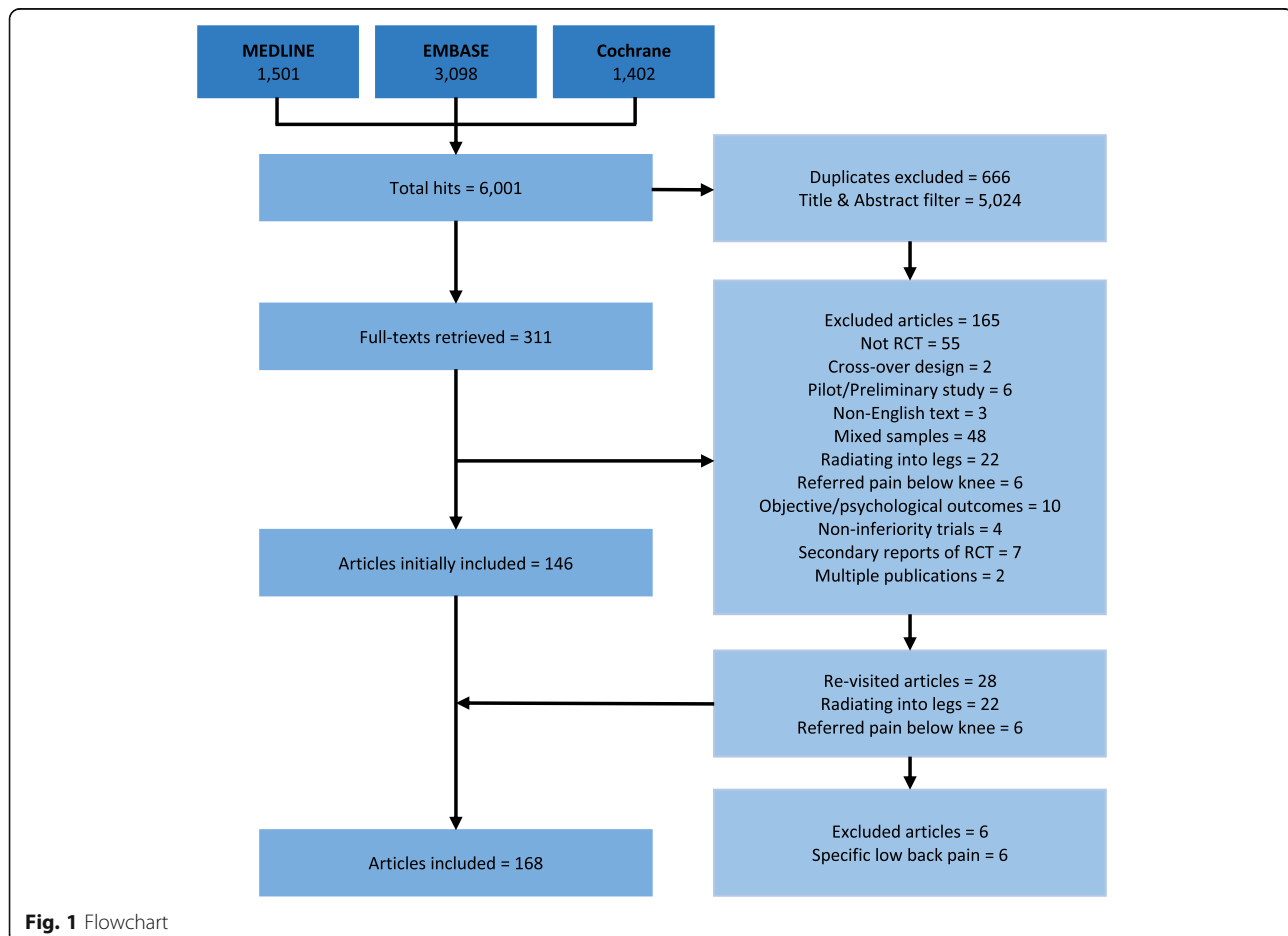 MEDLINE
1,501
EMBASE
3,098
Cochrane
1,402
Total hits = 6,001
Duplicates excluded = 666
Title & Abstract filter = 5,024
Full-texts retrieved = 311
Excluded articles = 165
Not RCT = 55
Cross-over design = 2
Pilot/Preliminary study = 6
Non-English text = 3
Mixed samples = 48
Radiating into legs = 22
Referred pain below knee = 6
Objective/psychological outcomes = 10
Non-inferiority trials = 4
Secondary reports of RCT = 7
Multiple publications = 2
Articles initially included = 146
Re-visited articles = 28
Radiating into legs = 22
Referred pain below knee = 6
Excluded articles = 6
Specific low back pain = 6
Articles included = 168
Fig. 1 Flowchart